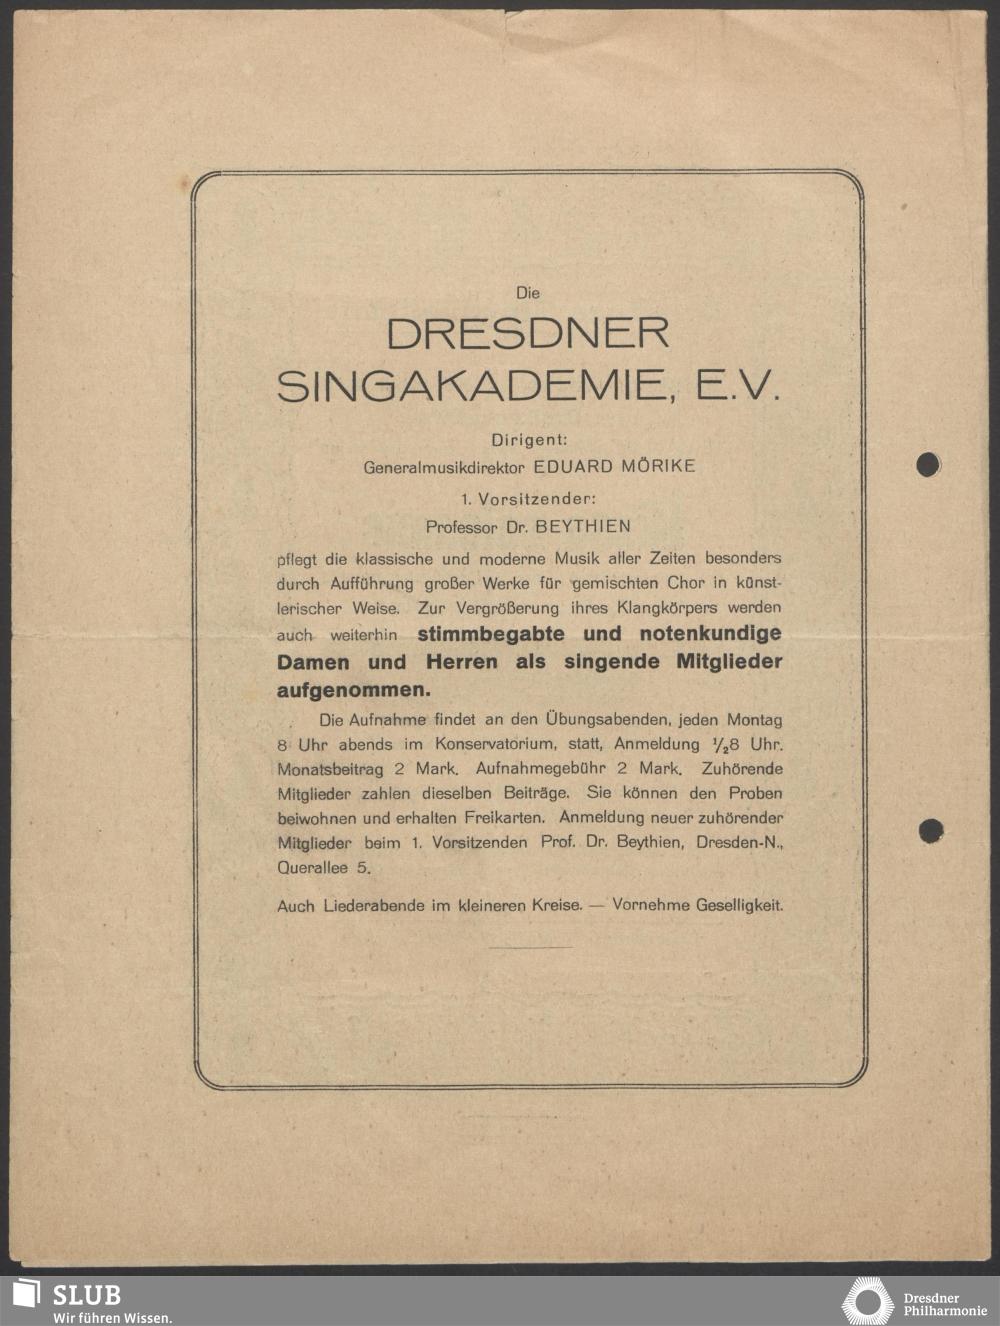 Die
DRESDNER
SINGAKADEMIE, E.V.
Dirigent:
Generalmusikdirektor EDUARD MÖRIKE
1. Vorsitzender:
Professor Dr. BEYTHIEN
pflegt die klassische und moderne Musik aller Zeiten besonders
durch Aufführung großer Werke für gemischten Chor in künst-
lerischer Weise. Zur Vergrößerung ihres Klangkörpers werden
auch weiterhin stimmbegabte und notenkundige
Damen und Herren als singende Mitglieder
aufgenommen.
Die Aufnahme findet an den Übungsabenden, jeden Montag
8 Uhr abends im Konservatorium, statt, Anmeldung ½8 Uhr.
Monatsbeitrag 2 Mark. Aufnahmegebühr 2 Mark. Zuhörende
Mitglieder zahlen dieselben Beiträge. Sie können den Proben
beiwohnen und erhalten Freikarten. Anmeldung neuer zuhörender
Mitglieder beim 1. Vorsitzenden Prof. Dr. Beythien, Dresden-N.,
Querallee 5.
Auch Liederabende im kleineren Kreise. — Vornehme Geselligkeit.
SLUB
Wir führen Wissen.
Dresdner
Philharmonie